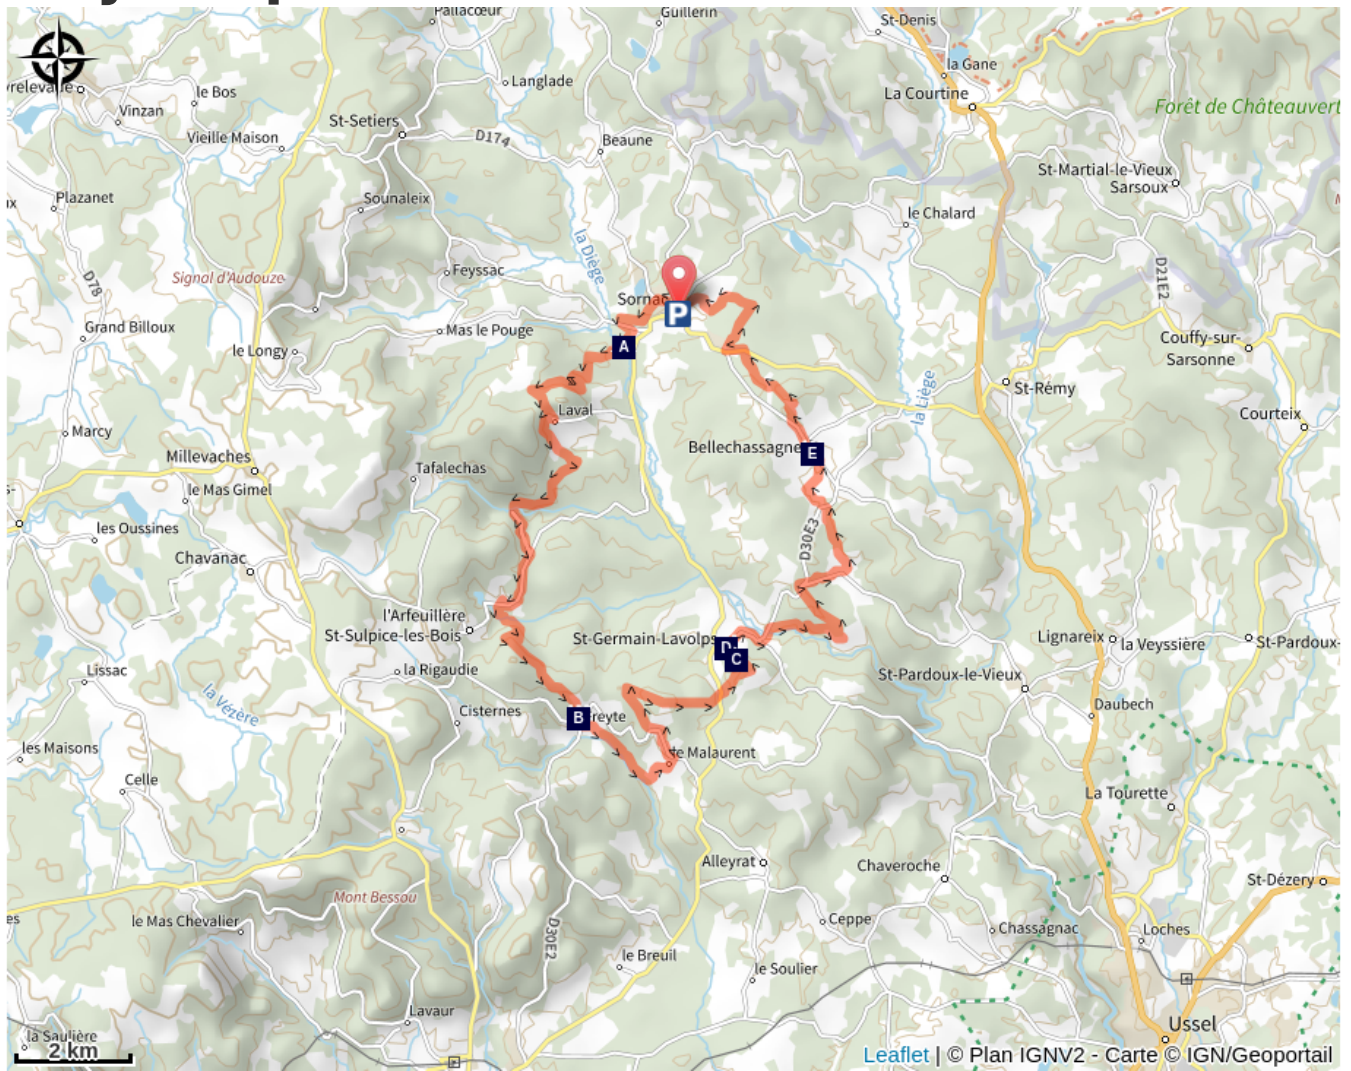 Pallacœur
Guillerin
St-Denis
la Gane
Langlade
le Bos
La Courtine
Vinzan
Forêt de Châteauvert
St-Setiers
Vieille Maison
D174
Beaune
St-Martial-le-Vieux
Sarsoux
Plazanet
Sounaleix
le Chalard
la Diège
Signal d'Audouze
Feyssac
D78
D21E2
P
Grand Billoux
Mas le Pouge
Couffy-sur-
Sarsonne
le Longy
A
la Liège
St-Rémy
Laval
Courteix
Marcy
Bellechassagne
E
Millevaches
Tafalechas
le Mas Gimel
les Oussines
D30E3
Chavanac
l'Arfeuillère
St-Sulpice-les-Bois
St-Germain-Lavolps
D
C
Lignareix
la Veyssière
St-Pardoux-
Lissac
la Rigaudie
St-Pardoux-le-Vieux
la Vézère
Cisternes
B
Daubech
les Maisons
le Malaurent
Celle
La Tourette
Alleyrat
Chaveroche
St-Dézery
Mont Bessou
le Mas Chevalier
D30E2
Ceppe
Chassagnac
Loches
le Breuil
le Soulier
Lavaur
Ussel
la Saulière
2 km
Leaflet | © Plan IGNV2 - Carte © IGN/Geoportail